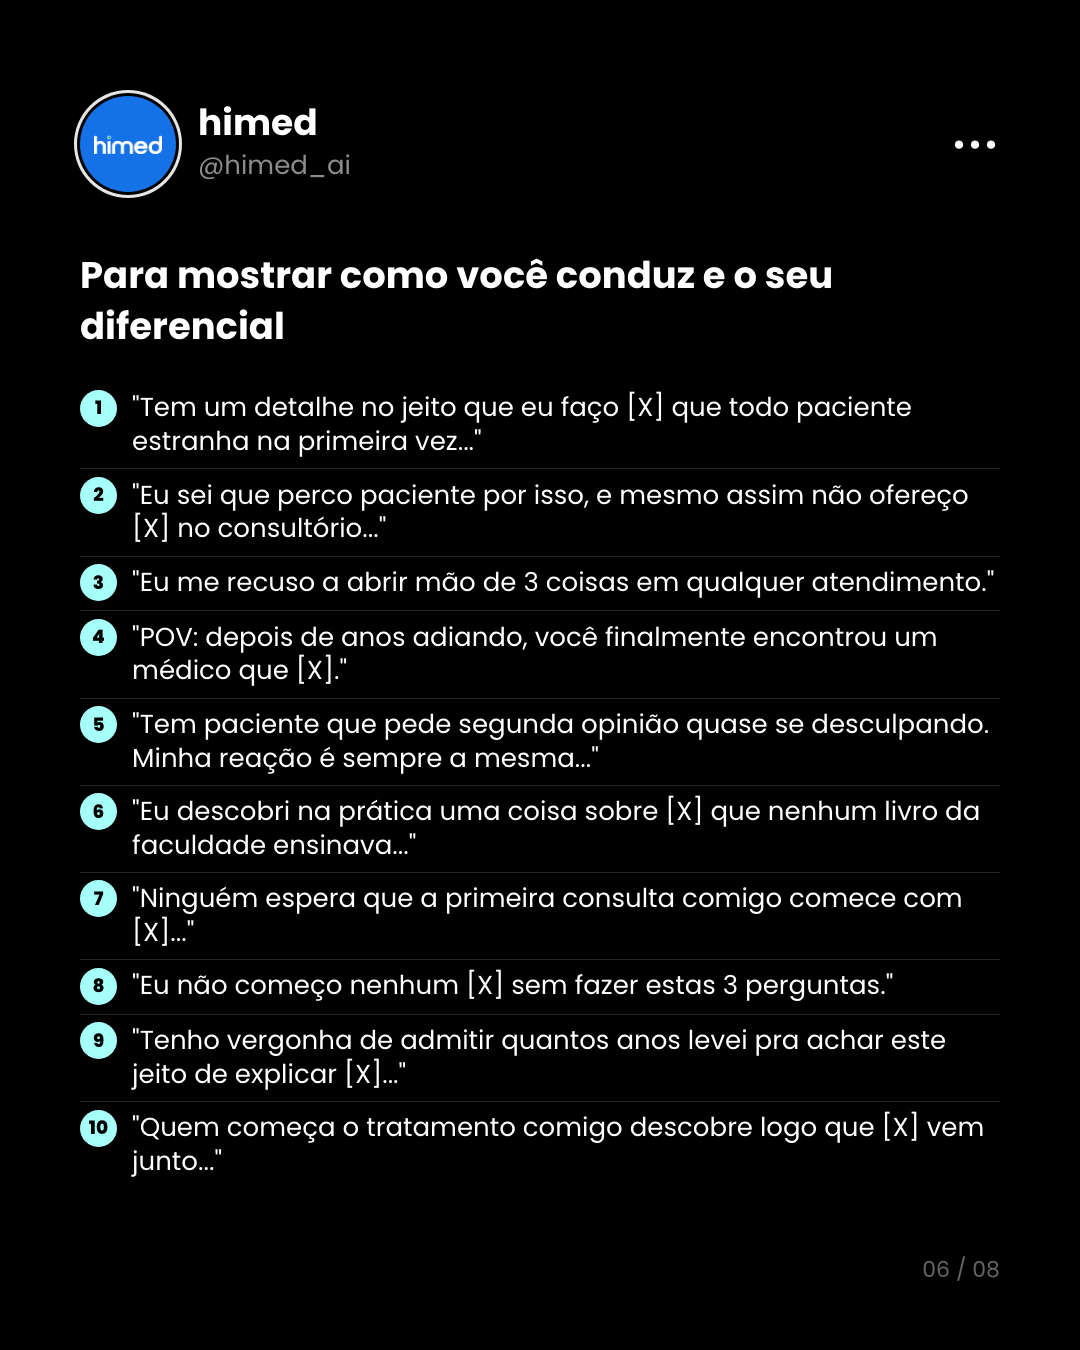 himed
himed
@himed_ai
Para mostrar como você conduz e o seu
diferencial
1 "Tem um detalhe no jeito que eu faço [X] que todo paciente
estranha na primeira vez..."
2 "Eu sei que perco paciente por isso, e mesmo assim não ofereço
[X] no consultório..."
3 "Eu me recuso a abrir mão de 3 coisas em qualquer atendimento."
4 "POV: depois de anos adiando, você finalmente encontrou um
médico que [X]."
5 "Tem paciente que pede segunda opinião quase se desculpando.
Minha reação é sempre a mesma..."
6 "Eu descobri na prática uma coisa sobre [X] que nenhum livro da
faculdade ensinava..."
7 "Ninguém espera que a primeira consulta comigo comece com
[X]..."
8 "Eu não começo nenhum [X] sem fazer estas 3 perguntas."
9 "Tenho vergonha de admitir quantos anos levei pra achar este
jeito de explicar [X]..."
10 "Quem começa o tratamento comigo descobre logo que [X] vem
junto..."
06 / 08